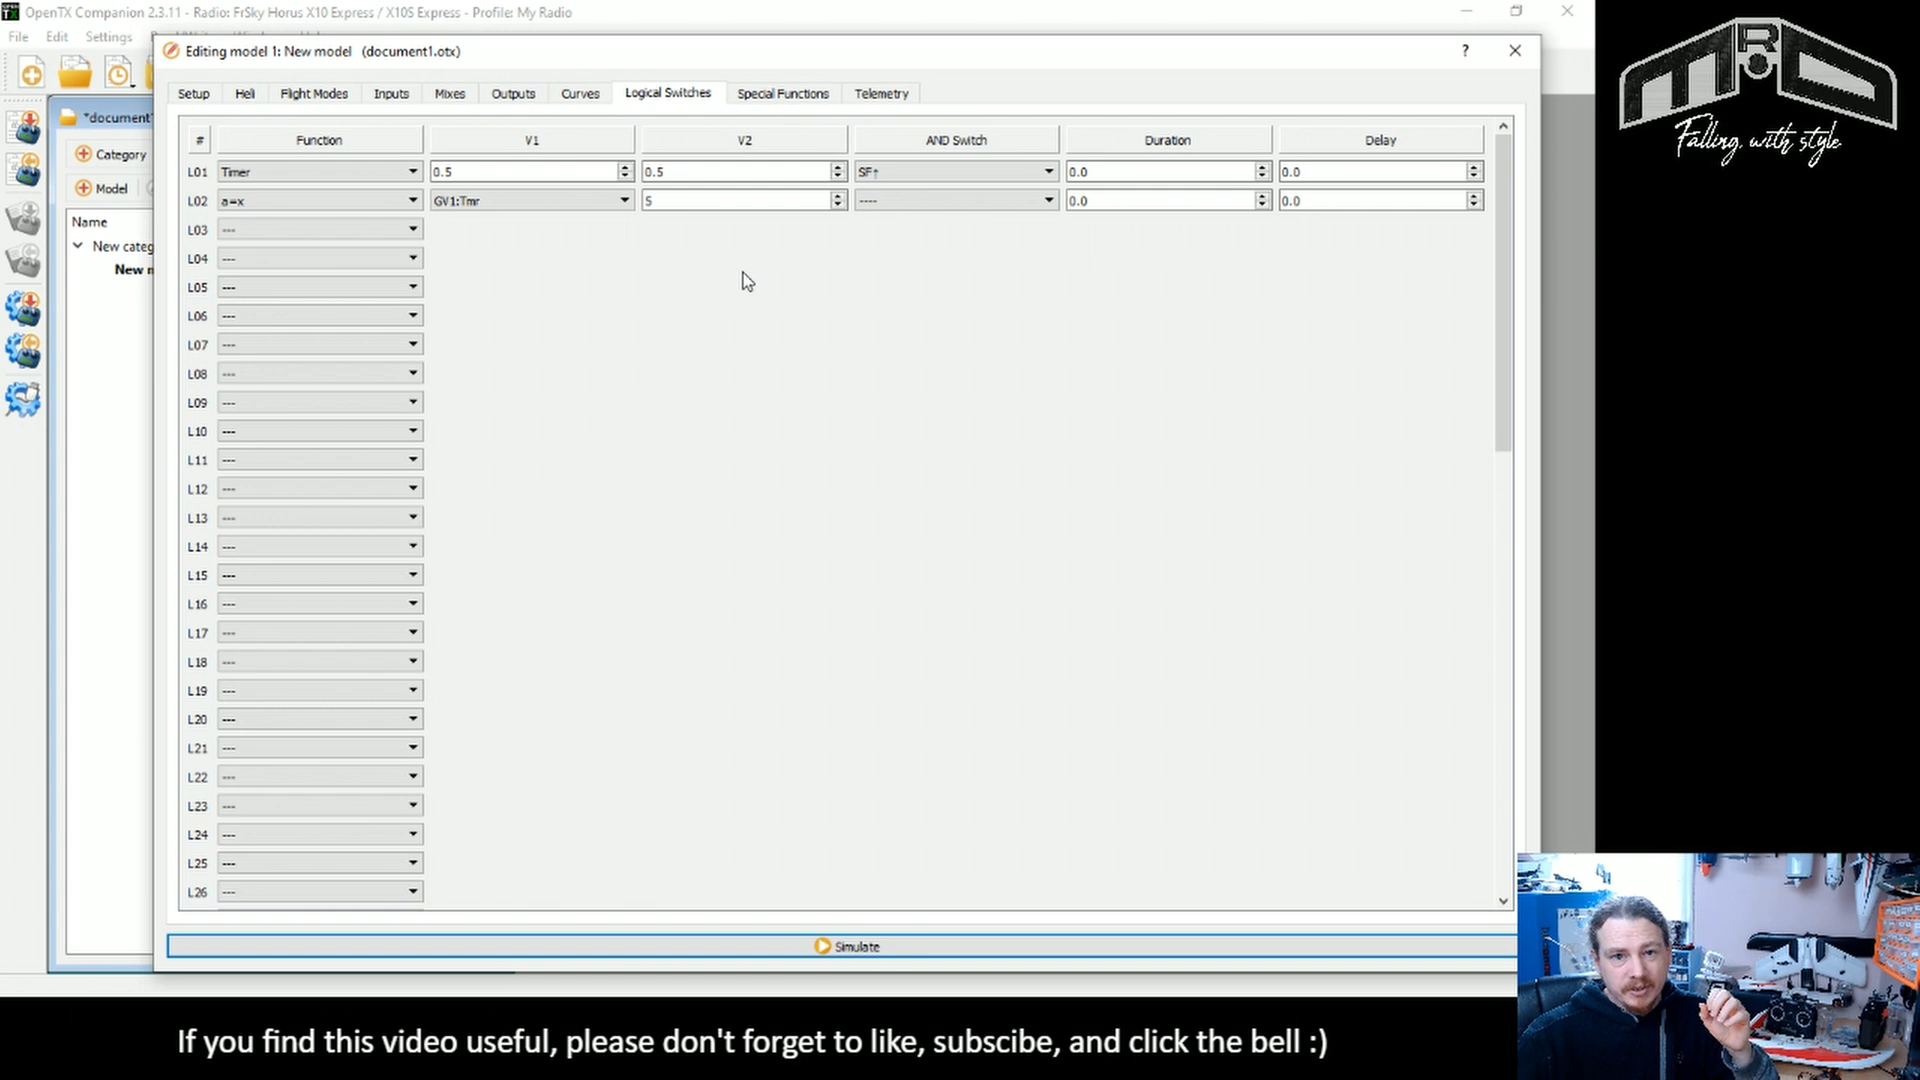 OpenTX Companion 2.3.11 - Radio: FrSky Horus X10 Express / X10S Express - Profile: My Radio
File Edit Settings
Editing model 1: New model (document1.otx)
Setup Heli Flight Modes Inputs Mixes Outputs Curves Logical Switches Special Functions Telemetry
*document
# Function V1 V2 AND Switch Duration Delay
Category
L01 Timer 0.5 0.5 SF↑ 0.0 0.0
Model
L02 a=x GV1:Tmr 5 ---- 0.0 0.0
Name
L03 ---
New categ
L04 ---
New m
L05 ---
L06 ---
L07 ---
L08 ---
L09 ---
L10 ---
L11 ---
L12 ---
L13 ---
L14 ---
L15 ---
L16 ---
L17 ---
L18 ---
L19 ---
L20 ---
L21 ---
L22 ---
L23 ---
L24 ---
L25 ---
L26 ---
Simulate
MRD
Falling with style
If you find this video useful, please don't forget to like, subscibe, and click the bell :)